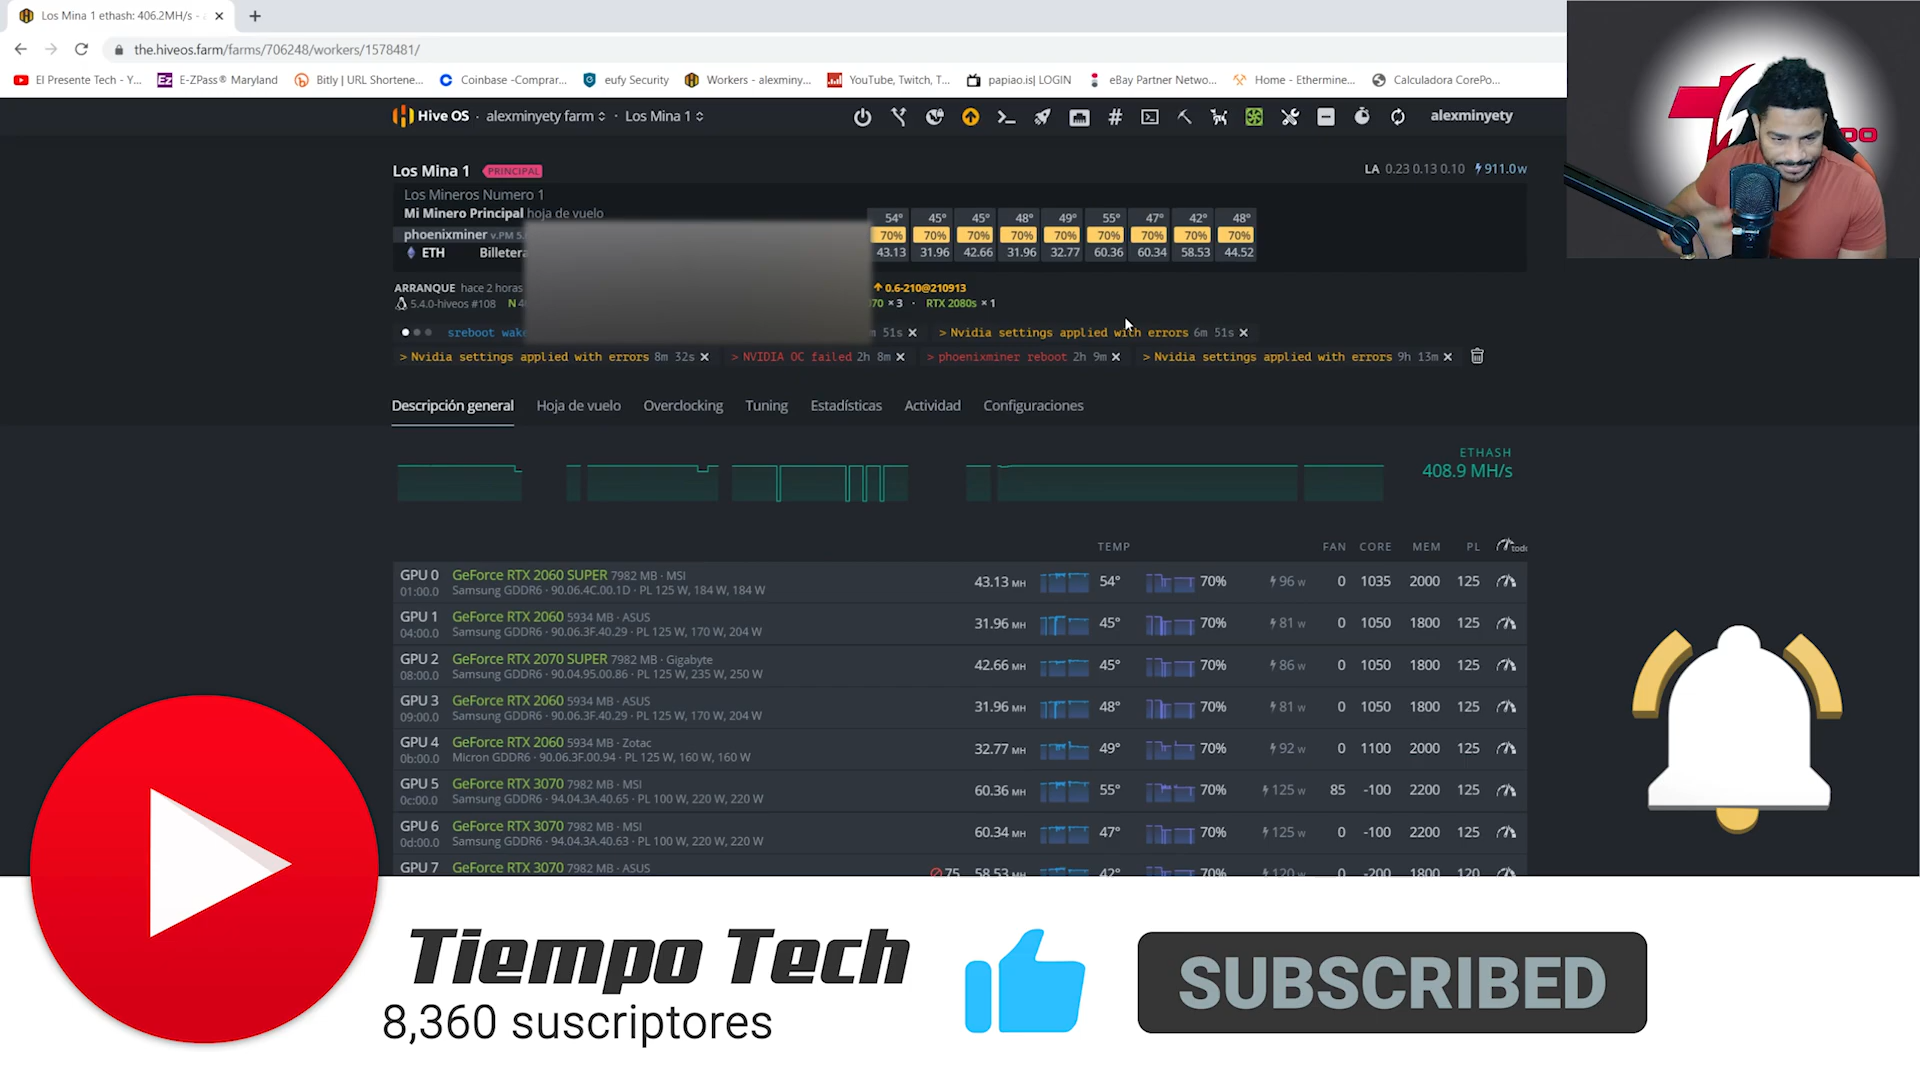 Los Mina 1 ethash: 406.2MH/s -
the.hiveos.farm/farms/706248/workers/1578481/
El Presente Tech - Y... E-ZPass® Maryland Bitly | URL Shortene... Coinbase -Comprar... eufy Security Workers - alexminy... YouTube, Twitch, T... papiao.is| LOGIN eBay Partner Netwo... Home - Ethermine... Calculadora CorePo...
Hive OS · alexminyety farm · Los Mina 1 alexminyety
Los Mina 1 PRINCIPAL LA 0.23 0.13 0.10 911.0 w
Los Mineros Numero 1
Mi Minero Principal hoja de vuelo 54° 45° 45° 48° 49° 55° 47° 42° 48°
phoenixminer v.PM 5. 70% 70% 70% 70% 70% 70% 70% 70% 70%
ETH Billetera 43.13 31.96 42.66 31.96 32.77 60.36 60.34 58.53 44.52
ARRANQUE hace 2 horas 0.6-210@210913
5.4.0-hiveos #108 N 70 × 3 · RTX 2080s × 1
sreboot wake 51s × > Nvidia settings applied with errors 6m 51s ×
> Nvidia settings applied with errors 8m 32s × > NVIDIA OC failed 2h 8m × > phoenixminer reboot 2h 9m × > Nvidia settings applied with errors 9h 13m ×
Descripción general Hoja de vuelo Overclocking Tuning Estadísticas Actividad Configuraciones
ETHASH
408.9 MH/s
TEMP FAN CORE MEM PL todo
GPU 0 GeForce RTX 2060 SUPER 7982 MB · MSI 43.13 MH 54° 70% 96 w 0 1035 2000 125
01:00.0 Samsung GDDR6 · 90.06.4C.00.1D · PL 125 W, 184 W, 184 W
GPU 1 GeForce RTX 2060 5934 MB · ASUS 31.96 MH 45° 70% 81 w 0 1050 1800 125
04:00.0 Samsung GDDR6 · 90.06.3F.40.29 · PL 125 W, 170 W, 204 W
GPU 2 GeForce RTX 2070 SUPER 7982 MB · Gigabyte 42.66 MH 45° 70% 86 w 0 1050 1800 125
08:00.0 Samsung GDDR6 · 90.04.95.00.86 · PL 125 W, 235 W, 250 W
GPU 3 GeForce RTX 2060 5934 MB · ASUS 31.96 MH 48° 70% 81 w 0 1050 1800 125
09:00.0 Samsung GDDR6 · 90.06.3F.40.29 · PL 125 W, 170 W, 204 W
GPU 4 GeForce RTX 2060 5934 MB · Zotac 32.77 MH 49° 70% 92 w 0 1100 2000 125
0b:00.0 Micron GDDR6 · 90.06.3F.00.94 · PL 125 W, 160 W, 160 W
GPU 5 GeForce RTX 3070 7982 MB · MSI 60.36 MH 55° 70% 125 w 85 -100 2200 125
0c:00.0 Samsung GDDR6 · 94.04.3A.40.65 · PL 100 W, 220 W, 220 W
GPU 6 GeForce RTX 3070 7982 MB · MSI 60.34 MH 47° 70% 125 w 0 -100 2200 125
0d:00.0 Samsung GDDR6 · 94.04.3A.40.63 · PL 100 W, 220 W, 220 W
GPU 7 GeForce RTX 3070 7982 MB · ASUS 75 58.53 MH 42° 70% 120 w 0 -200 1800 120
Tiempo Tech
8,360 suscriptores
SUBSCRIBED